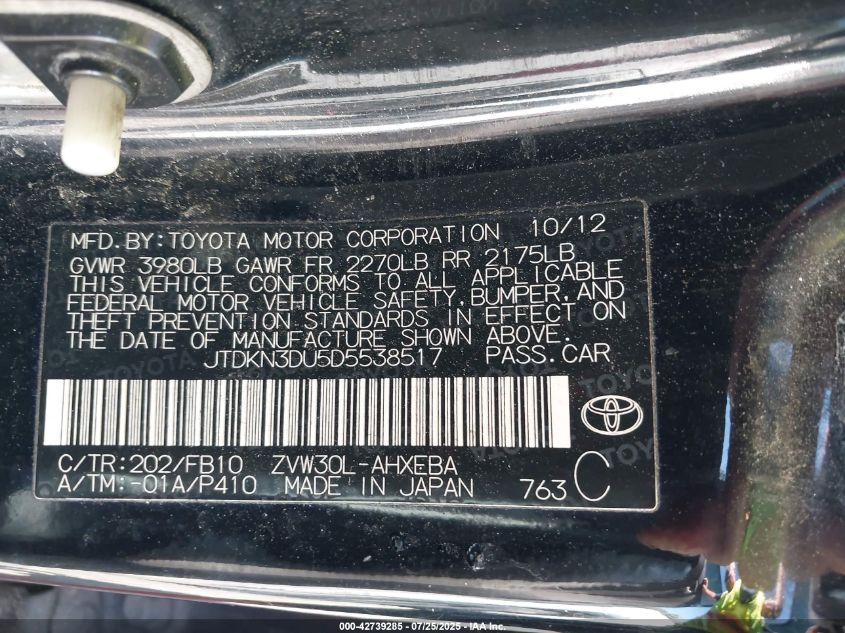 MFD.BY:TOYOTA MOTOR CORPORATION 10/12
GVWR 3980LB GAWR FR 2270LB RR 2175LB
THIS VEHICLE CONFORMS TO ALL APPLICABLE
FEDERAL MOTOR VEHICLE SAFETY,BUMPER,AND
THEFT PREVENTION STANDARDS IN EFFECT ON
THE DATE OF MANUFACTURE SHOWN ABOVE.
JTDKN3DU5D5538517 PASS.CAR
C/TR:202/FB10 ZVW30L-AHXEBA
A/TM:-01A/P410 MADE IN JAPAN 763 C
000-42739285 - 07/25/2025 - IAA Inc.